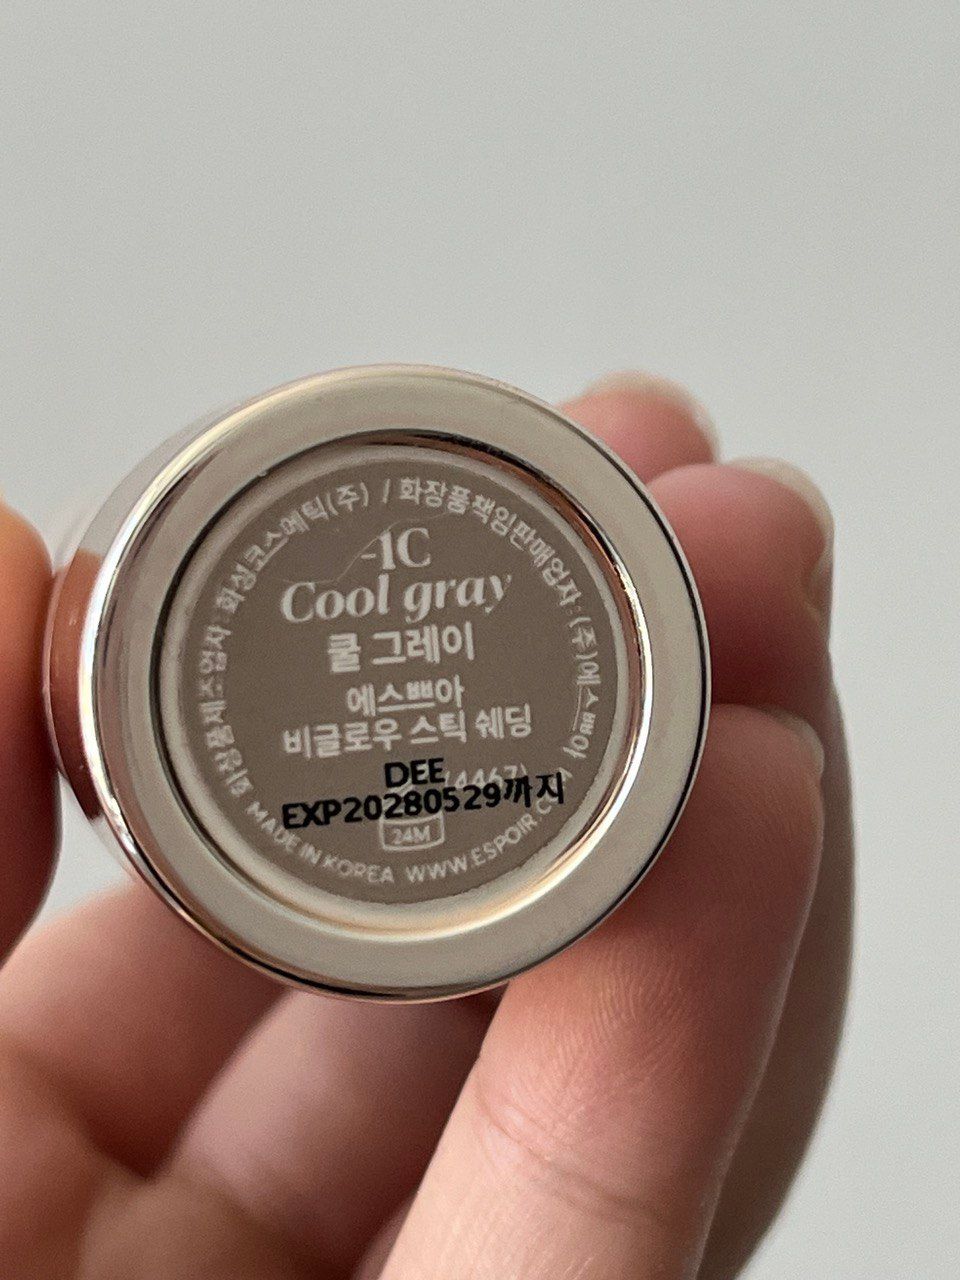 -1C
Cool gray
쿨 그레이
에스쁘아
비글로우 스틱 쉐딩
DEE
(4467)
EXP20280529까지
24M
화장품제조업자: 화성코스메틱(주) / 화장품책임판매업자: (주)에스쁘아
MADE IN KOREA WWW.ESPOIR.CO